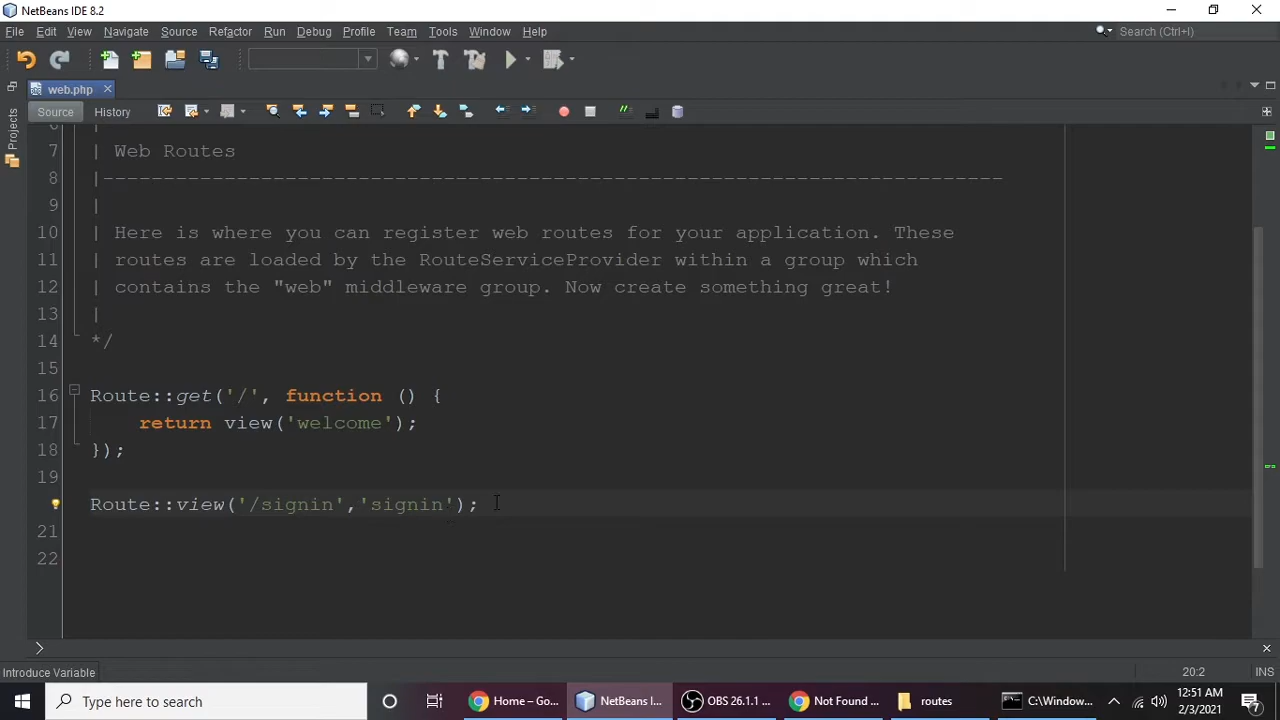 NetBeans IDE 8.2
File Edit View Navigate Source Refactor Run Debug Profile Team Tools Window Help
Search (Ctrl+I)
web.php
Source History
Projects
6 |
7 | Web Routes
8 |--------------------------------------------------------------------------
9 |
10 | Here is where you can register web routes for your application. These
11 | routes are loaded by the RouteServiceProvider within a group which
12 | contains the "web" middleware group. Now create something great!
13 |
14 */
15
16 Route::get('/', function () {
17     return view('welcome');
18 });
19
Route::view('/signin','signin');
21
22
Introduce Variable
20:2 INS
Type here to search
Home – Go...
NetBeans I...
OBS 26.1.1 ...
Not Found ...
routes
C:\Window...
12:51 AM
2/3/2021
7